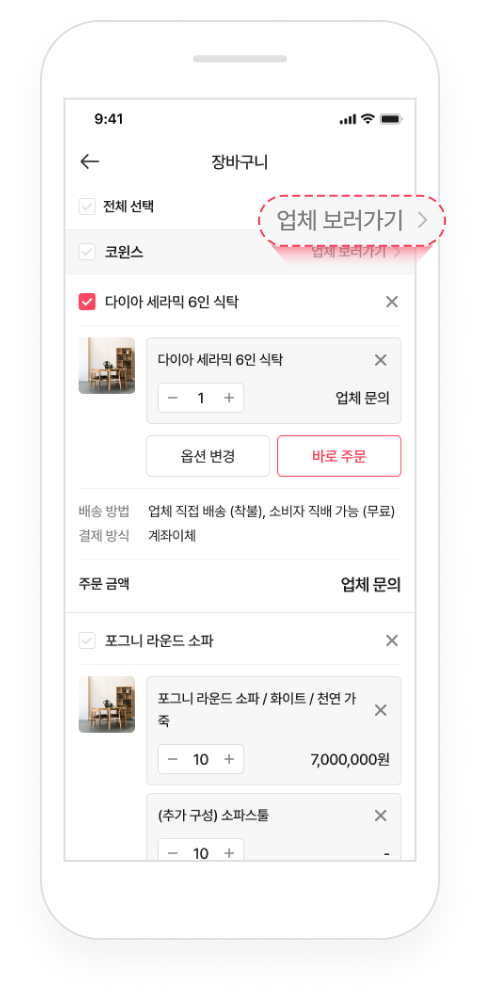 9:41
장바구니
전체 선택
업체 보러가기
코윈스
업체 보러가기
다이아 세라믹 6인 식탁
다이아 세라믹 6인 식탁
1
업체 문의
옵션 변경
바로 주문
배송 방법 업체 직접 배송 (착불), 소비자 직배 가능 (무료)
결제 방식 계좌이체
주문 금액 업체 문의
포그니 라운드 소파
포그니 라운드 소파 / 화이트 / 천연 가
죽
10
7,000,000원
(추가 구성) 소파스툴
10
-